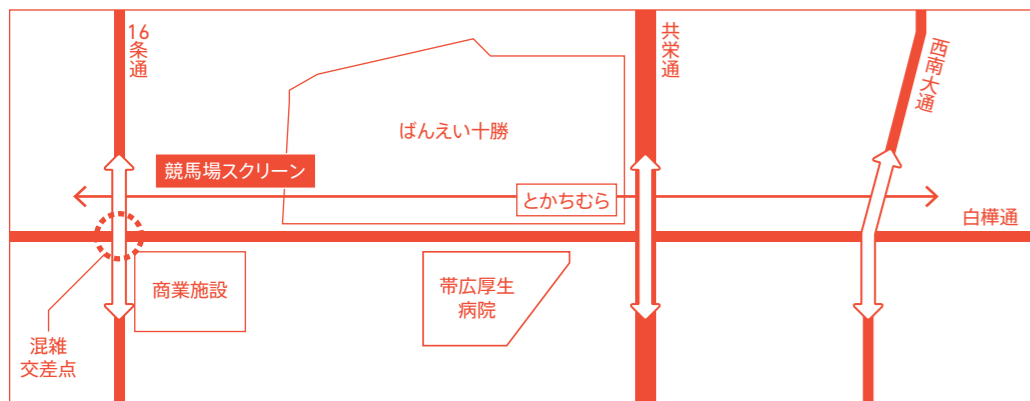 16条通
共栄通
西南大通
ばんえい十勝
競馬場スクリーン
とかちむら
白樺通
商業施設
帯広厚生
病院
混雑
交差点